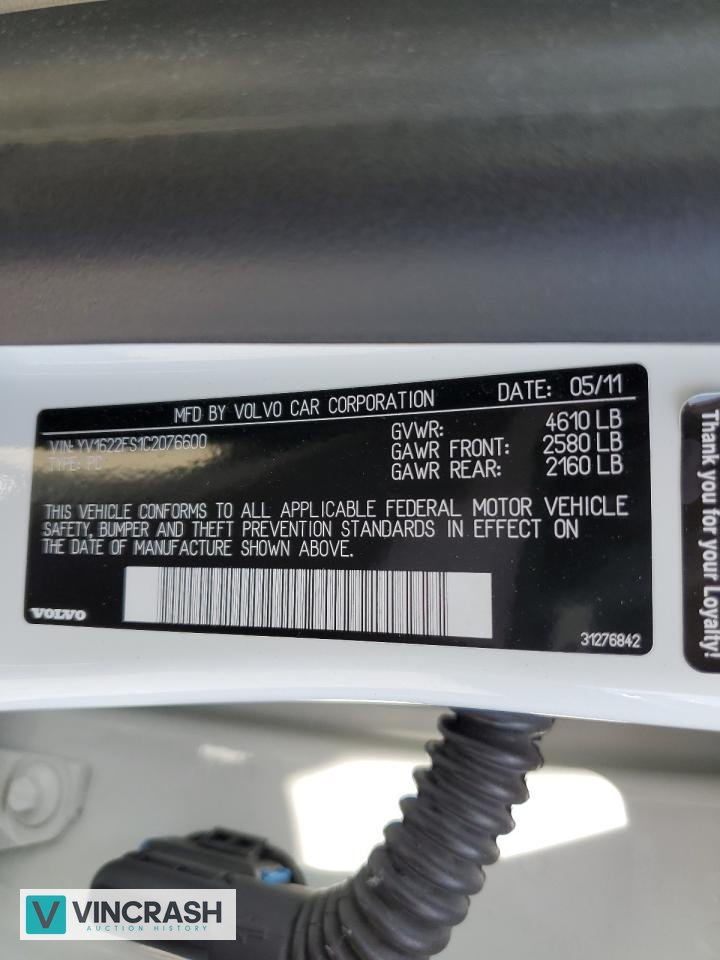 MFD BY VOLVO CAR CORPORATION
DATE: 05/11
VIN: YV1622FS1C2076600
TYPE: PC
GVWR: 4610 LB
GAWR FRONT: 2580 LB
GAWR REAR: 2160 LB
THIS VEHICLE CONFORMS TO ALL APPLICABLE FEDERAL MOTOR VEHICLE
SAFETY, BUMPER AND THEFT PREVENTION STANDARDS IN EFFECT ON
THE DATE OF MANUFACTURE SHOWN ABOVE.
VOLVO
31276842
Thank you for your Loyalty!
V VINCRASH
AUCTION HISTORY